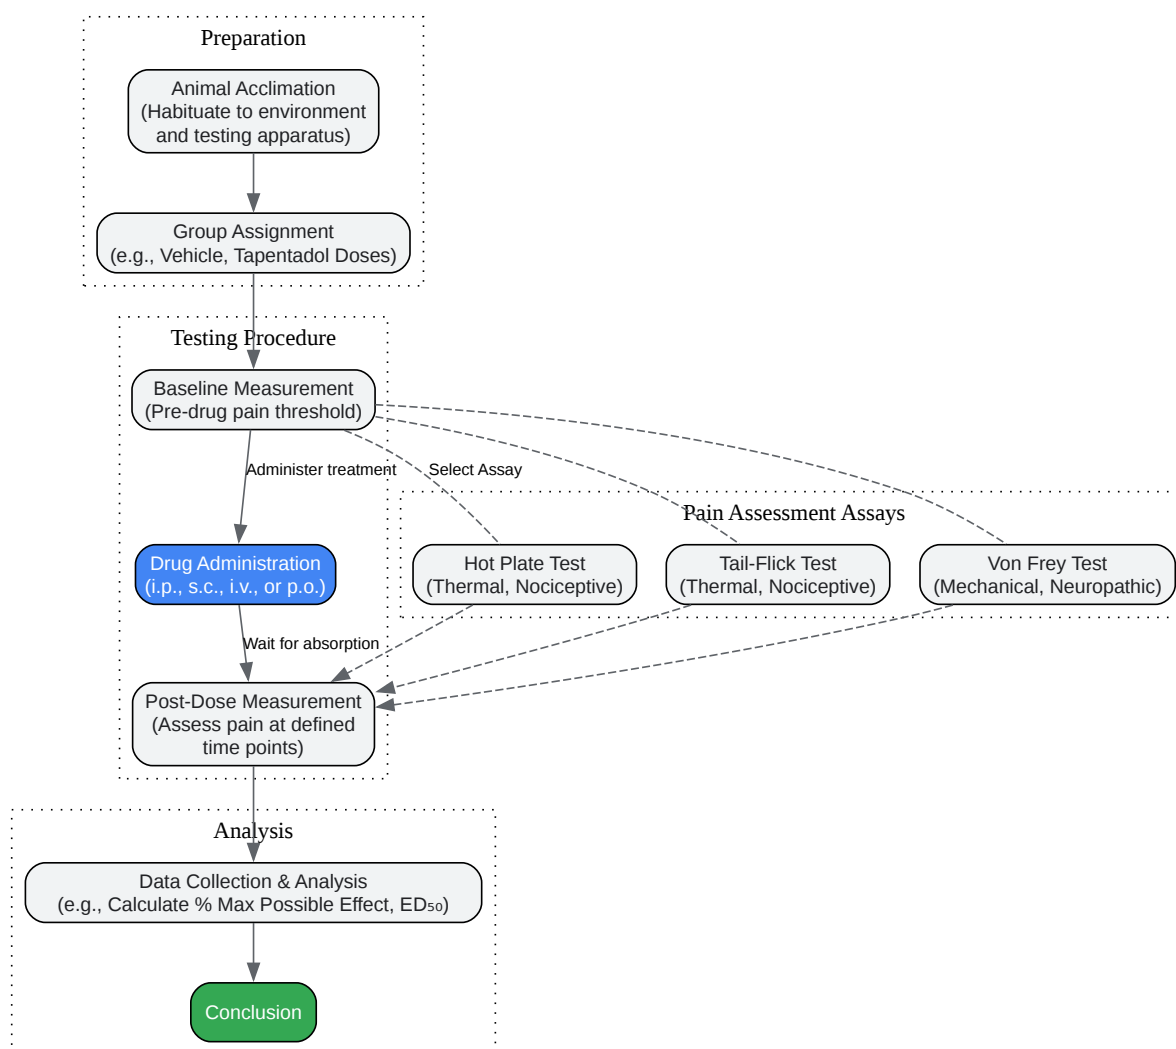 Preparation
Animal Acclimation
(Habituate to environment
and testing apparatus)
Group Assignment
(e.g., Vehicle, Tapentadol Doses)
Testing Procedure
Baseline Measurement
(Pre-drug pain threshold)
Administer treatment
Select Assay
Pain Assessment Assays
Drug Administration
(i.p., s.c., i.v., or p.o.)
Hot Plate Test
(Thermal, Nociceptive)
Tail-Flick Test
(Thermal, Nociceptive)
Von Frey Test
(Mechanical, Neuropathic)
Wait for absorption
Post-Dose Measurement
(Assess pain at defined
time points)
Analysis
Data Collection & Analysis
(e.g., Calculate % Max Possible Effect, ED₅₀)
Conclusion